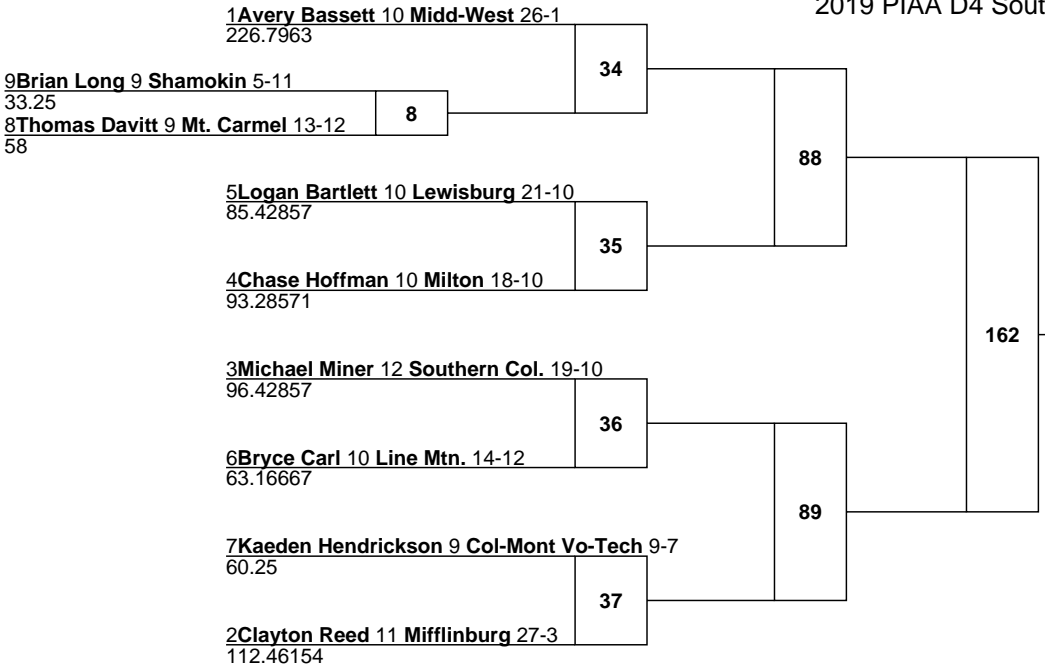 2019 PIAA D4 Sout
1Avery Bassett 10 Midd-West 26-1
226.7963
34
9Brian Long 9 Shamokin 5-11
33.25
8
8Thomas Davitt 9 Mt. Carmel 13-12
58
88
5Logan Bartlett 10 Lewisburg 21-10
85.42857
35
4Chase Hoffman 10 Milton 18-10
93.28571
162
3Michael Miner 12 Southern Col. 19-10
96.42857
36
6Bryce Carl 10 Line Mtn. 14-12
63.16667
89
7Kaeden Hendrickson 9 Col-Mont Vo-Tech 9-7
60.25
37
2Clayton Reed 11 Mifflinburg 27-3
112.46154